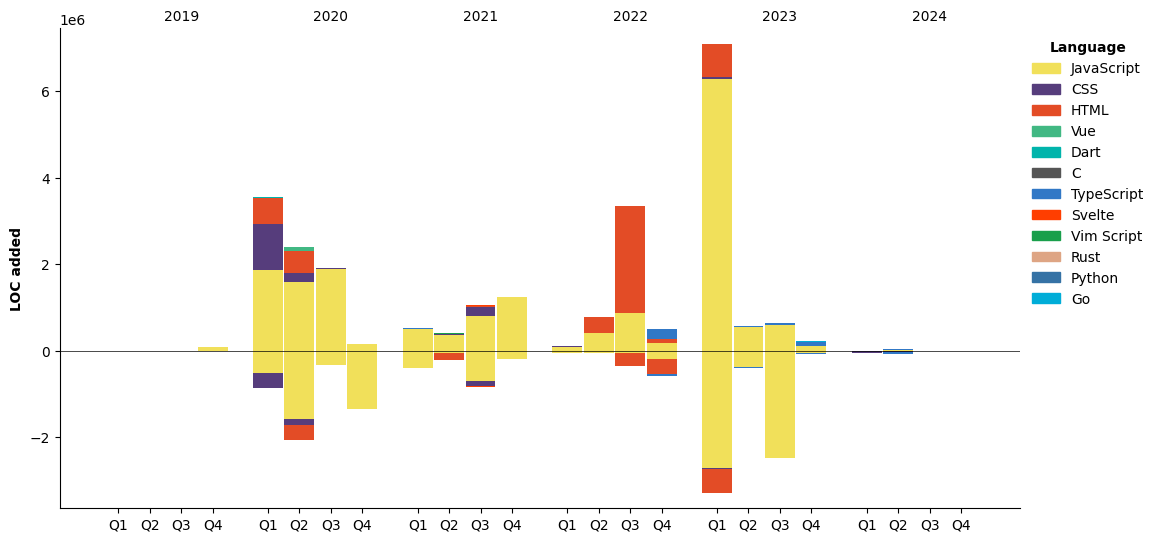 1e6
2019 2020 2021 2022 2023 2024
Language
JavaScript
CSS
HTML
Vue
Dart
C
TypeScript
Svelte
Vim Script
Rust
Python
Go
LOC added
6
4
2
0
−2
Q1 Q2 Q3 Q4 Q1 Q2 Q3 Q4 Q1 Q2 Q3 Q4 Q1 Q2 Q3 Q4 Q1 Q2 Q3 Q4 Q1 Q2 Q3 Q4